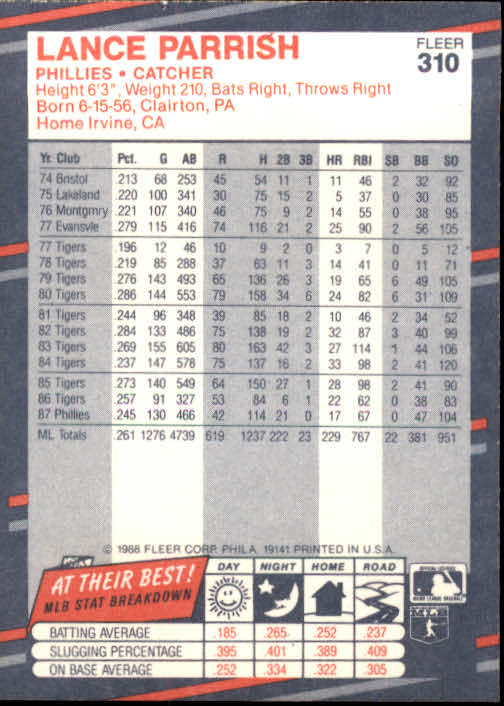 LANCE PARRISH
FLEER
310
PHILLIES • CATCHER
Height 6'3", Weight 210, Bats Right, Throws Right
Born 6-15-56, Clairton, PA
Home Irvine, CA
Yr. Club Pct. G AB R H 2B 3B HR RBI SB BB SO
74 Bristol .213 68 253 45 54 11 1 11 46 2 32 92
75 Lakeland .220 100 341 30 75 15 2 5 37 0 30 85
76 Montgmry .221 107 340 46 75 9 2 14 55 0 38 95
77 Evansvle .279 115 416 74 116 21 2 25 90 2 56 105
77 Tigers .196 12 46 10 9 2 0 3 7 0 5 12
78 Tigers .219 85 288 37 63 11 3 14 41 0 11 71
79 Tigers .276 143 493 65 136 26 3 19 65 6 49 105
80 Tigers .286 144 553 79 158 34 6 24 82 6 31 109
81 Tigers .244 96 348 39 85 18 2 10 46 2 34 52
82 Tigers .284 133 486 75 138 19 2 32 87 3 40 99
83 Tigers .269 155 605 80 163 42 3 27 114 1 44 106
84 Tigers .237 147 578 75 137 16 2 33 98 2 41 120
85 Tigers .273 140 549 64 150 27 1 28 98 2 41 90
86 Tigers .257 91 327 53 84 6 1 22 62 0 38 83
87 Phillies .245 130 466 42 114 21 0 17 67 0 47 104
ML Totals .261 1276 4739 619 1237 222 23 229 767 22 381 951
© 1988 FLEER CORP. PHILA. 19141 PRINTED IN U.S.A.
AT THEIR BEST!
MLB STAT BREAKDOWN
DAY NIGHT HOME ROAD
BATTING AVERAGE .185 .265 .252 .237
SLUGGING PERCENTAGE .395 .401 .389 .409
ON BASE AVERAGE .252 .334 .322 .305